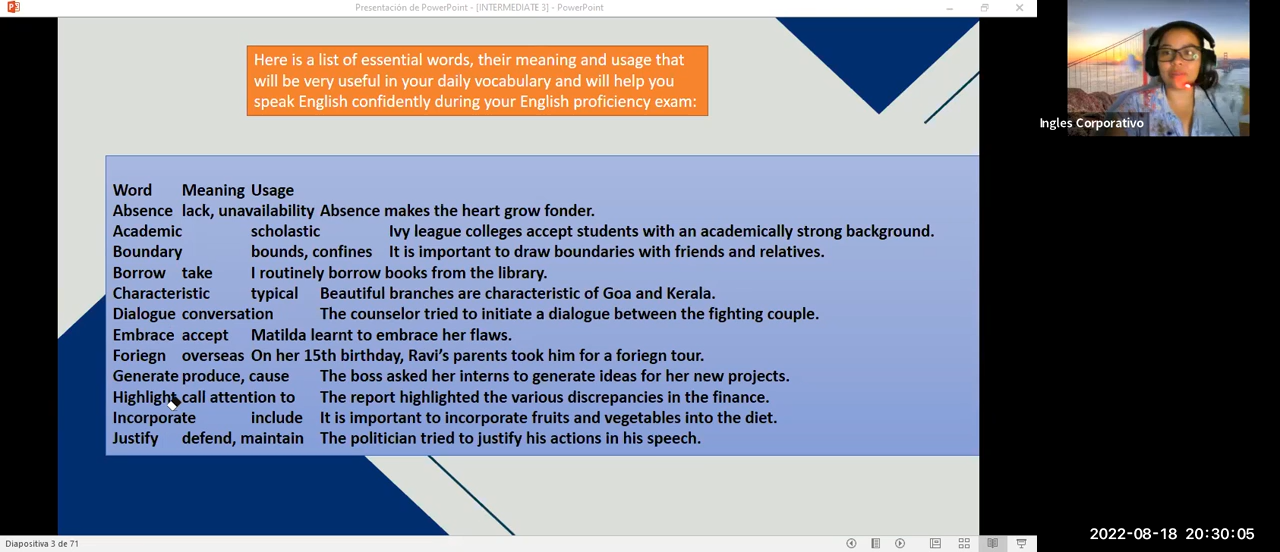 Presentación de PowerPoint - [INTERMEDIATE 3] - PowerPoint
Here is a list of essential words, their meaning and usage that
will be very useful in your daily vocabulary and will help you
speak English confidently during your English proficiency exam:
Word Meaning Usage
Absence lack, unavailability Absence makes the heart grow fonder.
Academic scholastic Ivy league colleges accept students with an academically strong background.
Boundary bounds, confines It is important to draw boundaries with friends and relatives.
Borrow take I routinely borrow books from the library.
Characteristic typical Beautiful branches are characteristic of Goa and Kerala.
Dialogue conversation The counselor tried to initiate a dialogue between the fighting couple.
Embrace accept Matilda learnt to embrace her flaws.
Foriegn overseas On her 15th birthday, Ravi's parents took him for a foriegn tour.
Generate produce, cause The boss asked her interns to generate ideas for her new projects.
Highlight call attention to The report highlighted the various discrepancies in the finance.
Incorporate include It is important to incorporate fruits and vegetables into the diet.
Justify defend, maintain The politician tried to justify his actions in his speech.
Diapositiva 3 de 71
Ingles Corporativo
2022-08-18 20:30:05